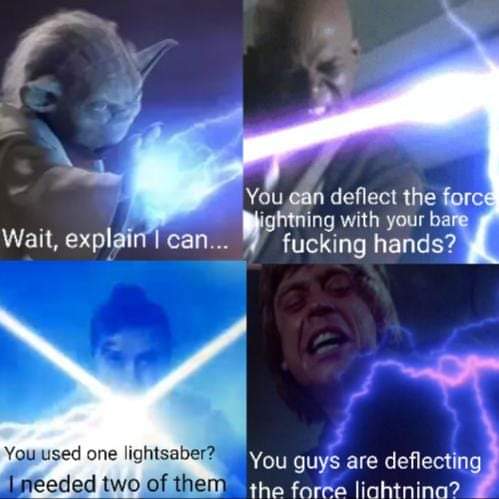 Wait, explain I can...
You can deflect the force
lightning with your bare
fucking hands?
You used one lightsaber?
I needed two of them
You guys are deflecting
the force lightning?